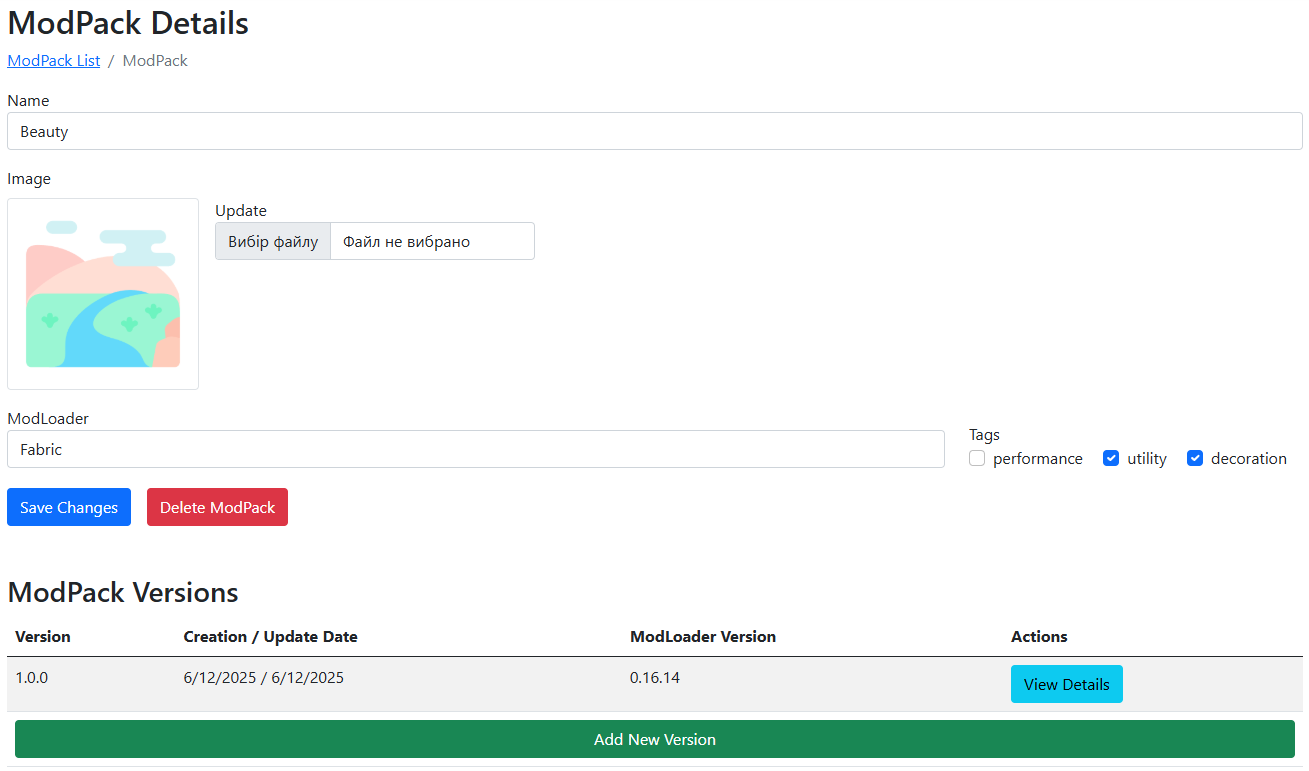 ModPack Details
ModPack List / ModPack
Name
Beauty
Image
Update
Вибір файлу Файл не вибрано
ModLoader
Fabric
Tags
performance utility decoration
Save Changes Delete ModPack
ModPack Versions
Version Creation / Update Date ModLoader Version Actions
1.0.0 6/12/2025 / 6/12/2025 0.16.14 View Details
Add New Version